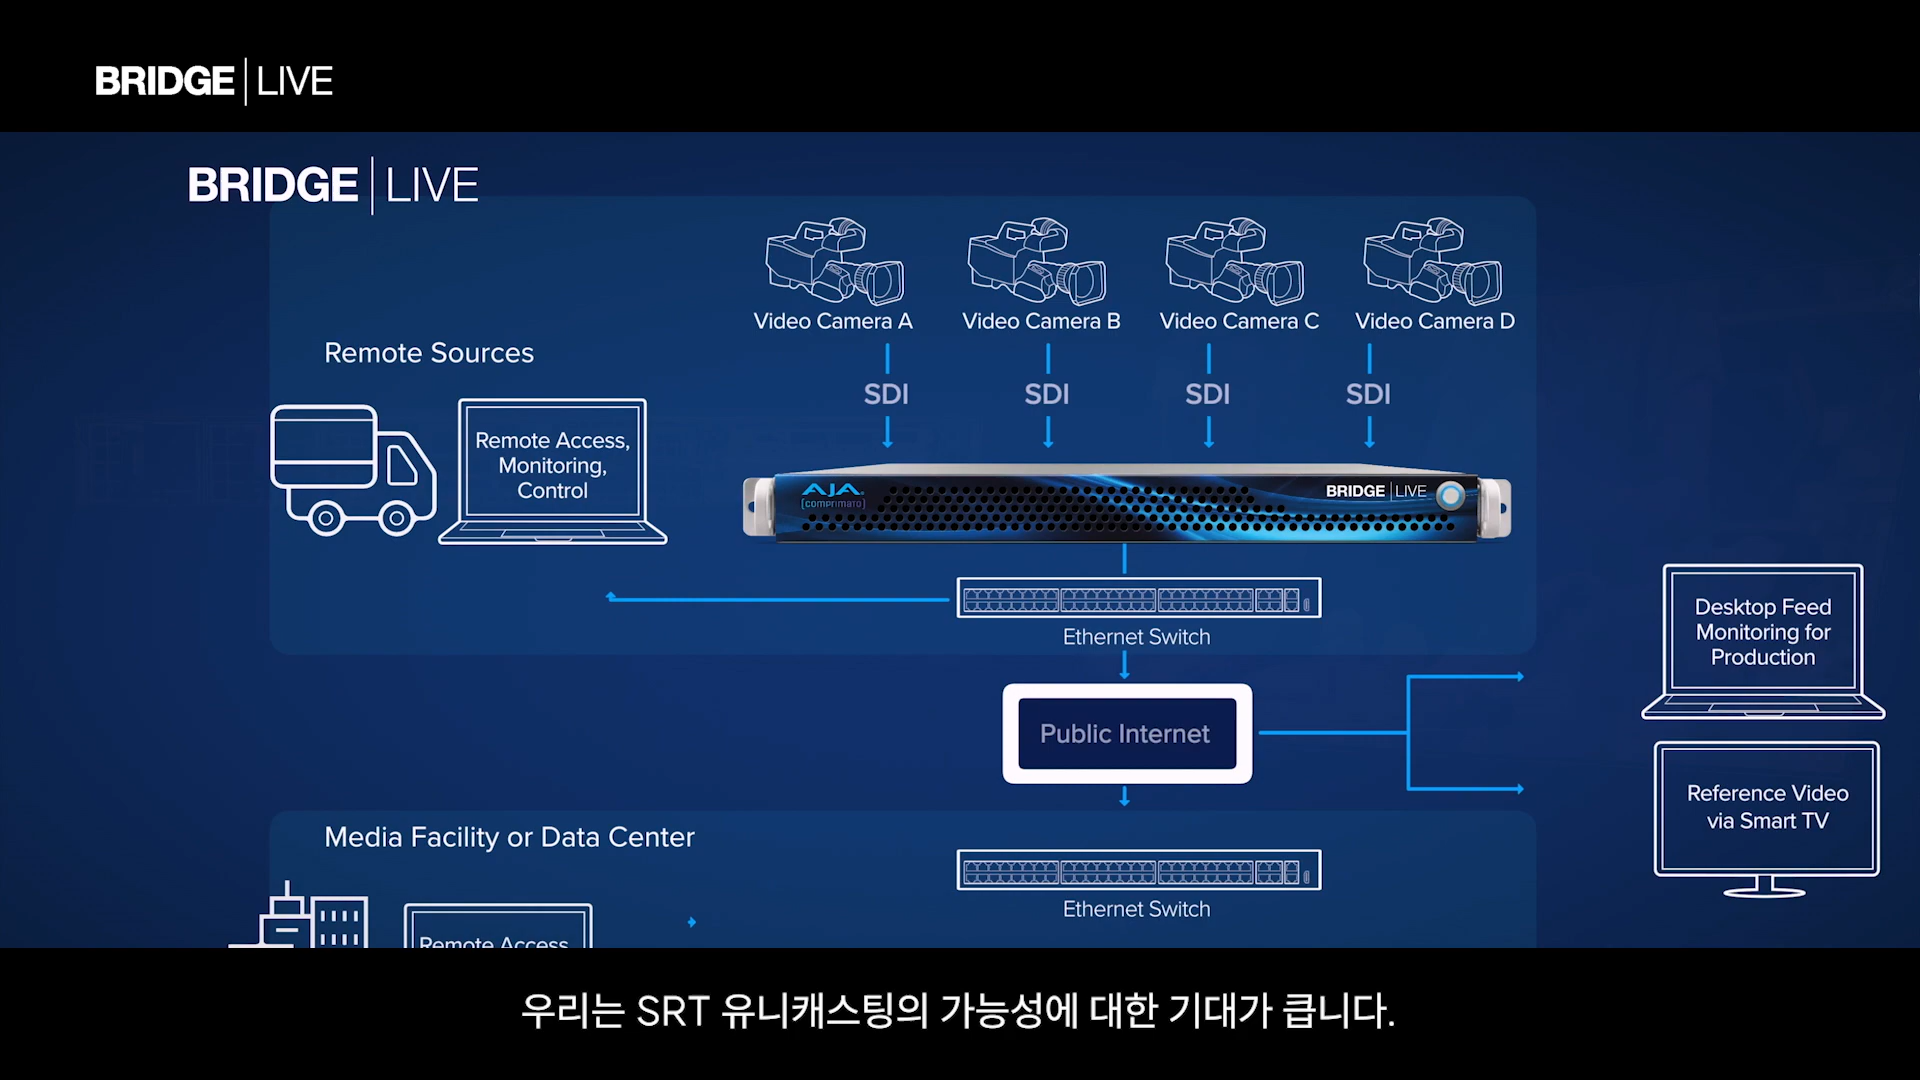 BRIDGE | LIVE
BRIDGE | LIVE
Video Camera A
Video Camera B
Video Camera C
Video Camera D
Remote Sources
SDI
SDI
SDI
SDI
Remote Access,
Monitoring,
Control
AJA
[comprimato]
BRIDGE | LIVE
Ethernet Switch
Desktop Feed
Monitoring for
Production
Public Internet
Reference Video
via Smart TV
Media Facility or Data Center
Ethernet Switch
Remote Access
우리는 SRT 유니캐스팅의 가능성에 대한 기대가 큽니다.